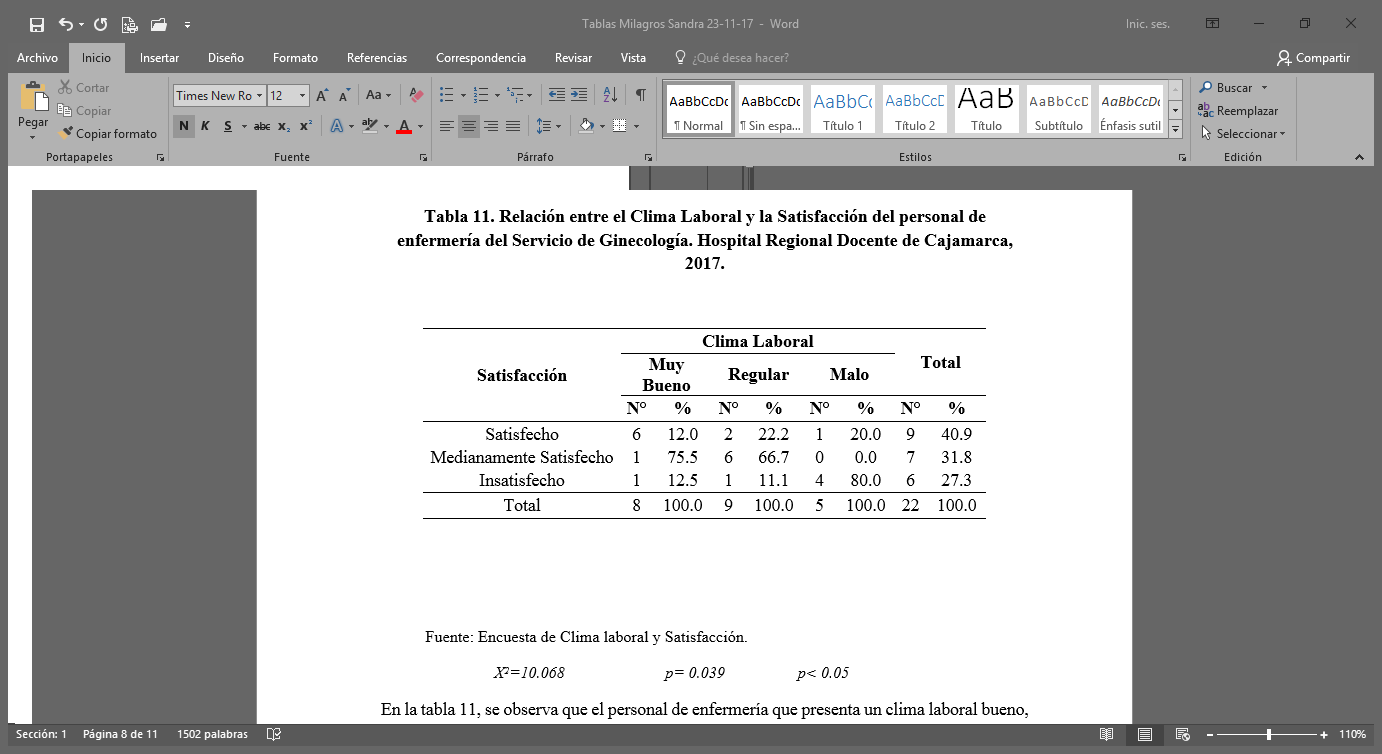 Tablas Milagros Sandra 23-11-17 - Word
Inic. ses.
Archivo Inicio Insertar Diseño Formato Referencias Correspondencia Revisar Vista ¿Qué desea hacer? Compartir
Pegar
Cortar
Copiar
Copiar formato
Portapapeles
Times New Ro 12 Aa
N K S abc x₂ x² A A
Fuente
Párrafo
AaBbCcDc AaBbCcDc AaBbCc AaBbCcD AaB AaBbCcD AaBbCcDc
¶ Normal ¶ Sin espa... Título 1 Título 2 Título Subtítulo Énfasis sutil
Estilos
Buscar
Reemplazar
Seleccionar
Edición
Tabla 11. Relación entre el Clima Laboral y la Satisfacción del personal de
enfermería del Servicio de Ginecología. Hospital Regional Docente de Cajamarca,
2017.
Satisfacción Clima Laboral Total
Muy Bueno Regular Malo
N° % N° % N° % N° %
Satisfecho 6 12.0 2 22.2 1 20.0 9 40.9
Medianamente Satisfecho 1 75.5 6 66.7 0 0.0 7 31.8
Insatisfecho 1 12.5 1 11.1 4 80.0 6 27.3
Total 8 100.0 9 100.0 5 100.0 22 100.0
Fuente: Encuesta de Clima laboral y Satisfacción.
X²=10.068 p= 0.039 p< 0.05
En la tabla 11, se observa que el personal de enfermería que presenta un clima laboral bueno,
Sección: 1 Página 8 de 11 1502 palabras 110%